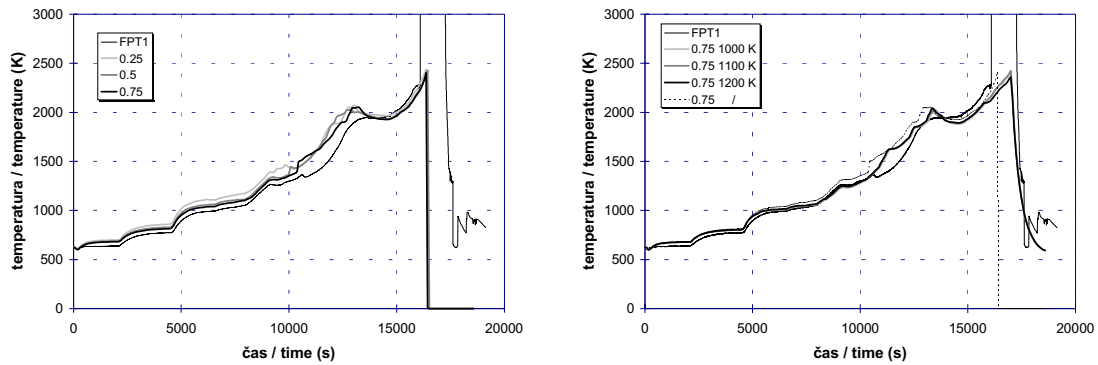 3000
2500
2000
1500
1000
500
0
temperatura / temperature (K)
FPT1
0.25
0.5
0.75
0 5000 10000 15000 20000
čas / time (s)
3000
2500
2000
1500
1000
500
0
temperatura / temperature (K)
FPT1
0.75 1000 K
0.75 1100 K
0.75 1200 K
0.75 /
0 5000 10000 15000 20000
čas / time (s)